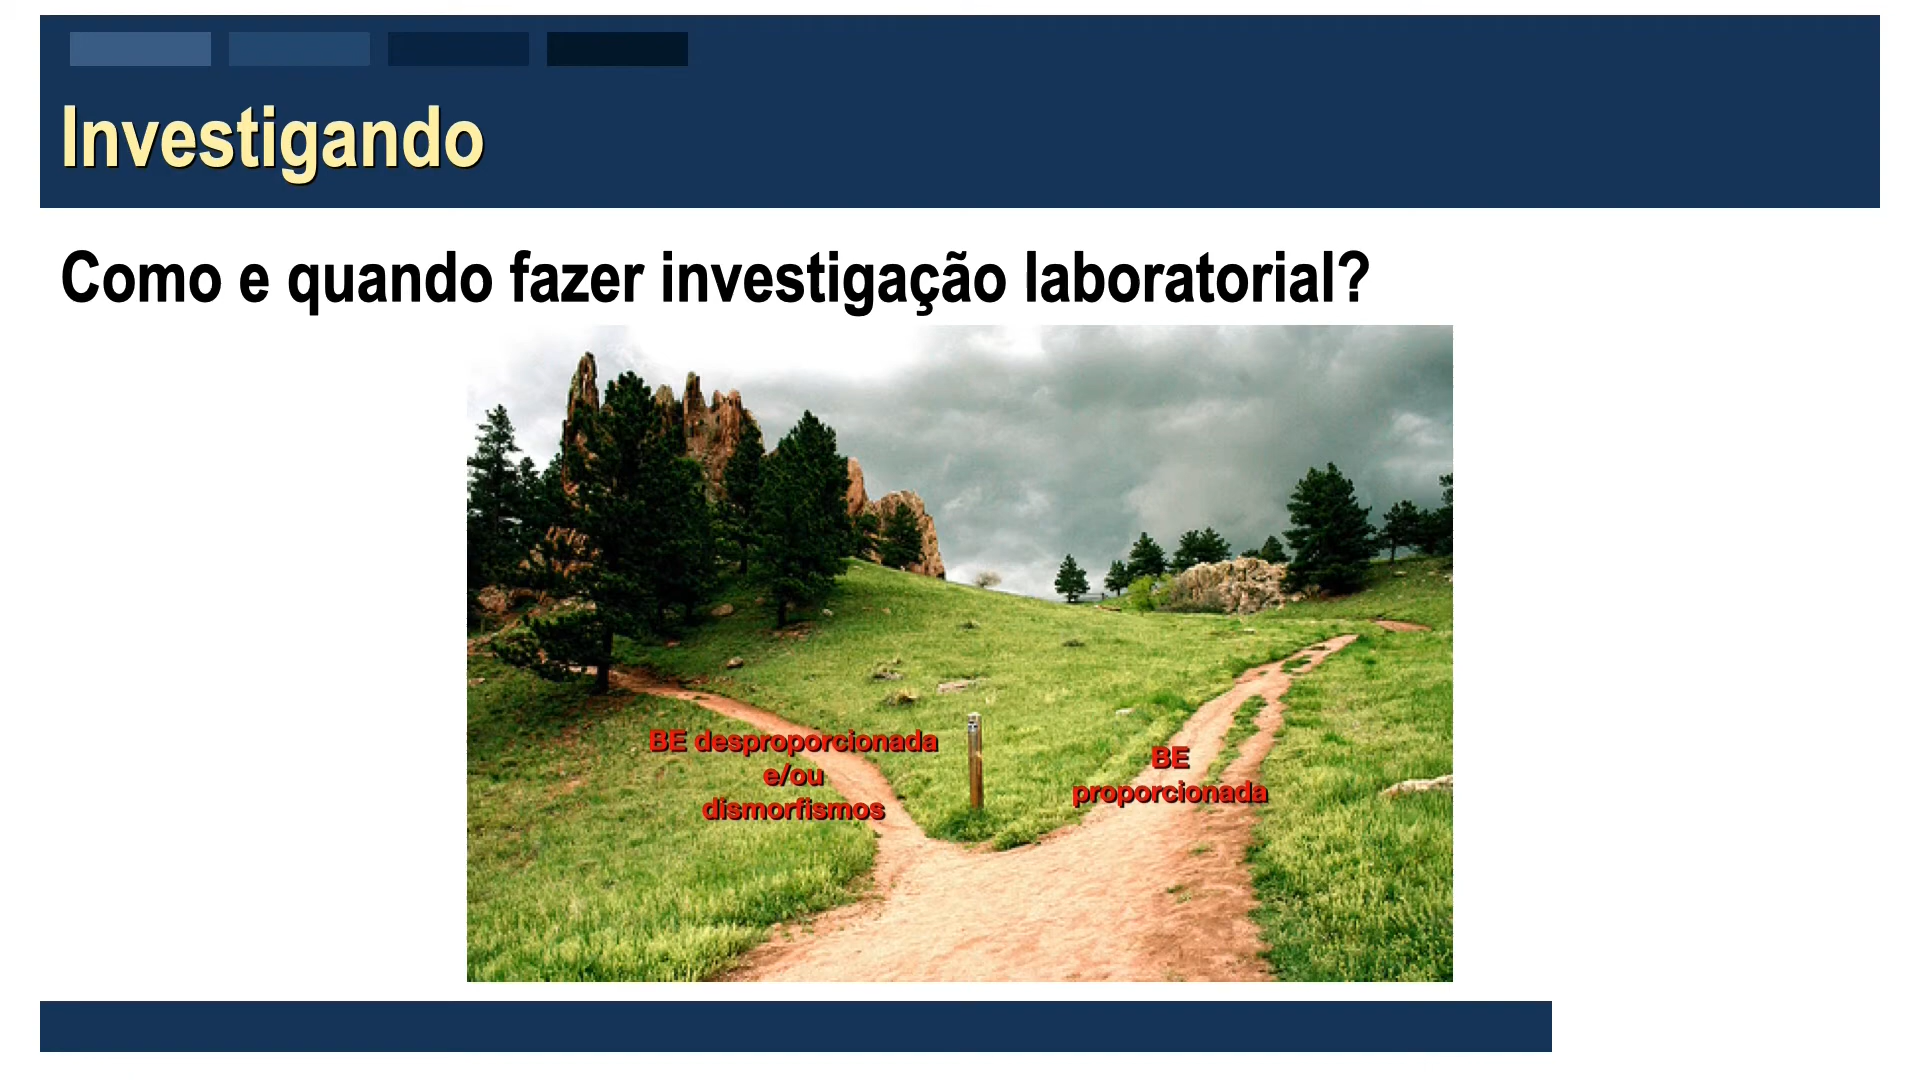 Investigando
Como e quando fazer investigação laboratorial?
BE desproporcionada
e/ou
dismorfismos
BE
proporcionada